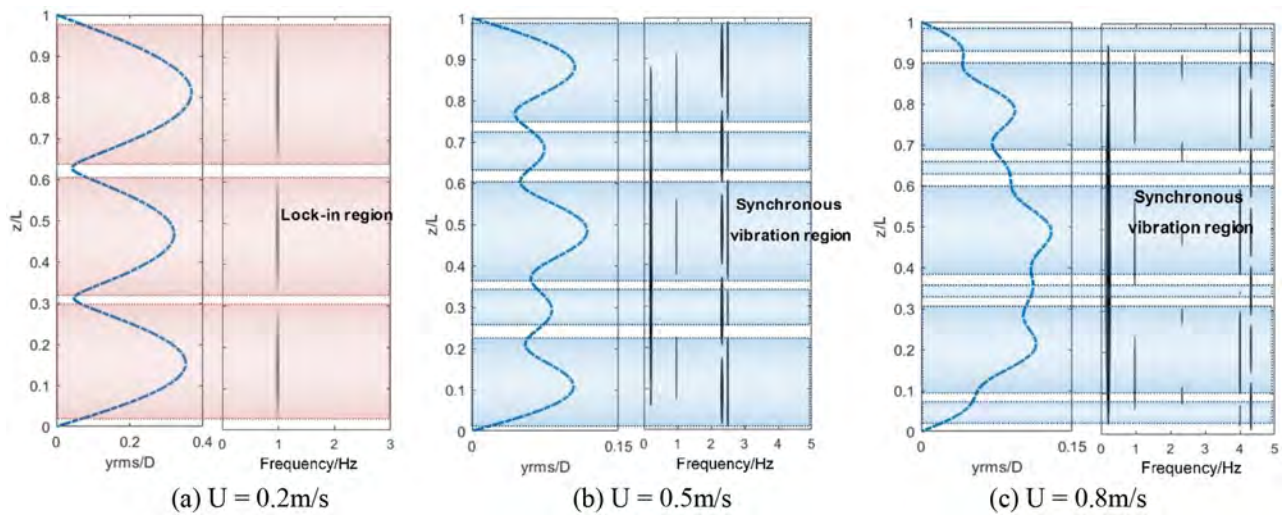 1
0.9
0.8
0.7
0.6
0.5
0.4
0.3
0.2
0.1
0
z/L
Lock-in region
0 0.2 0.4 0 1 2 3
yrms/D Frequency/Hz
(a) U = 0.2m/s
1
0.9
0.8
0.7
0.6
0.5
0.4
0.3
0.2
0.1
0
z/L
Synchronous
vibration region
0 0.15 0 1 2 3 4 5
yrms/D Frequency/Hz
(b) U = 0.5m/s
1
0.9
0.8
0.7
0.6
0.5
0.4
0.3
0.2
0.1
0
z/L
Synchronous
vibration region
0 0.15 0 1 2 3 4 5
yrms/D Frequency/Hz
(c) U = 0.8m/s